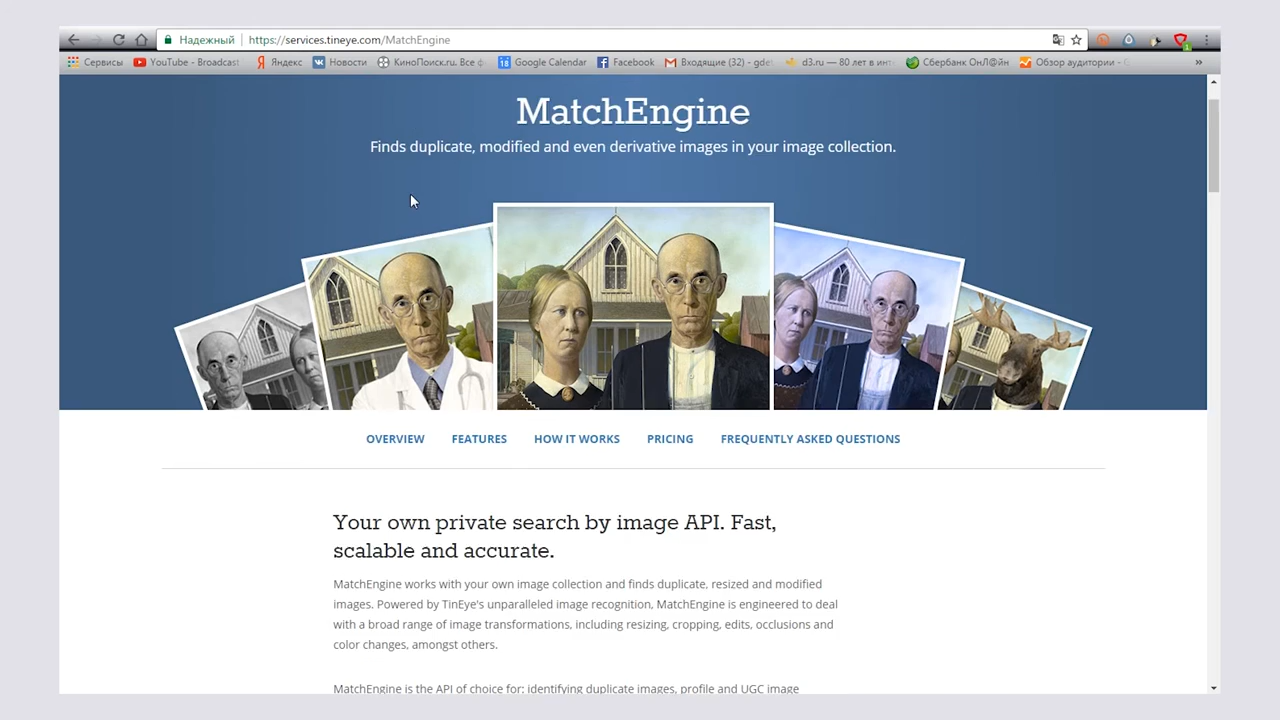 Надежный https://services.tineye.com/MatchEngine
Сервисы YouTube - Broadcast Яндекс Новости КиноПоиск.ru. Все Google Calendar Facebook Входящие (32) - d3.ru — 80 лет в Сбербанк ОнЛ@йн Обзор аудитории - »
MatchEngine
Finds duplicate, modified and even derivative images in your image collection.
OVERVIEW FEATURES HOW IT WORKS PRICING FREQUENTLY ASKED QUESTIONS
Your own private search by image API. Fast,
scalable and accurate.
MatchEngine works with your own image collection and finds duplicate, resized and modified
images. Powered by TinEye's unparalleled image recognition, MatchEngine is engineered to deal
with a broad range of image transformations, including resizing, cropping, edits, occlusions and
color changes, amongst others.
MatchEngine is the API of choice for: identifying duplicate images, profile and UGC image